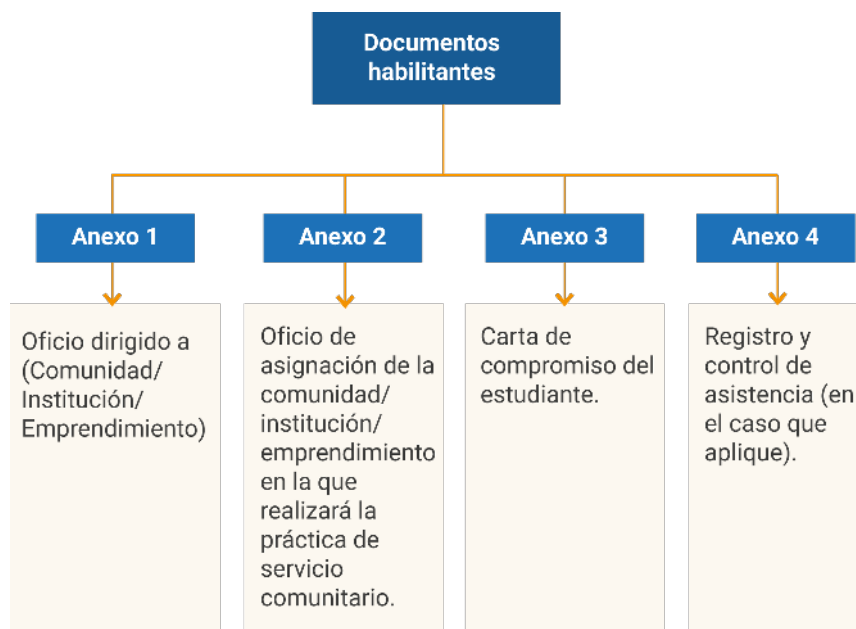 Documentos
habilitantes
Anexo 1
Oficio dirigido a
(Comunidad/
Institución/
Emprendimiento)
Anexo 2
Oficio de
asignación de la
comunidad/
institución/
emprendimiento
en la que
realizará la
práctica de
servicio
comunitario.
Anexo 3
Carta de
compromiso del
estudiante.
Anexo 4
Registro y
control de
asistencia (en
el caso que
aplique).